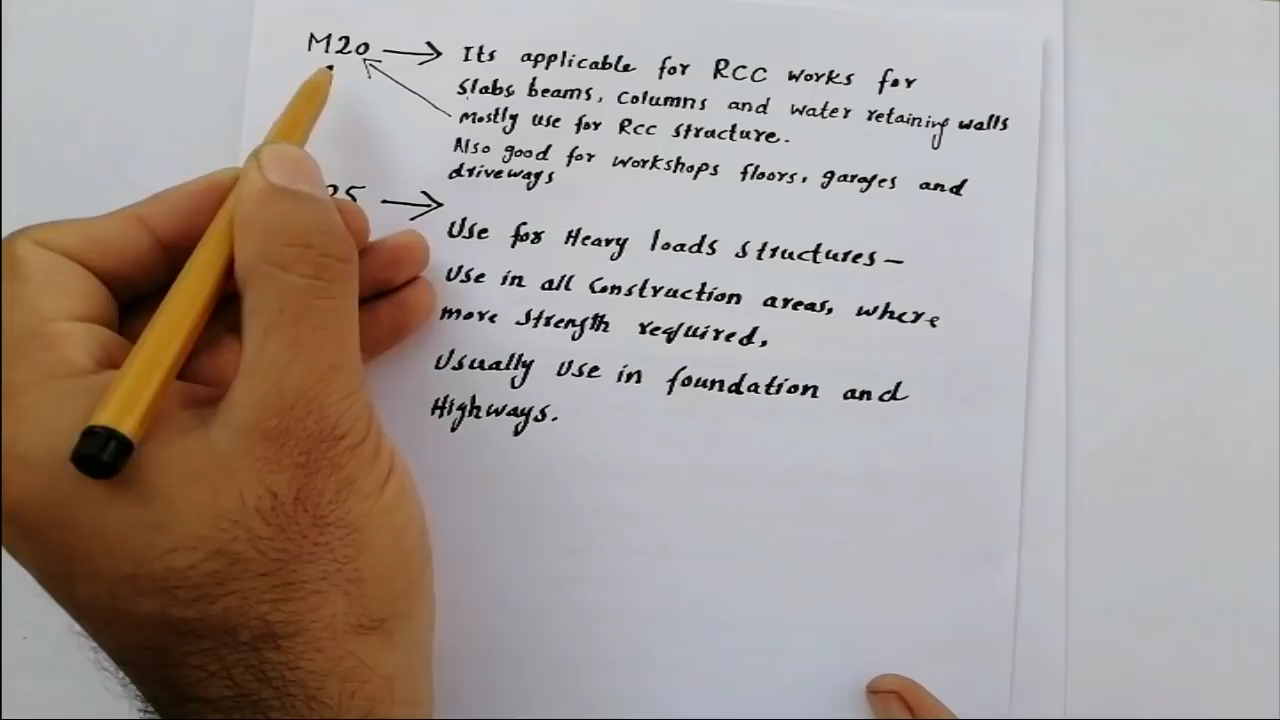 M20 → Its applicable for RCC works for
slabs beams, columns and water retaining walls
Mostly use for Rcc structure.
Also good for workshops floors, garages and
driveways
25 →
Use for Heavy loads structures –
Use in all Construction areas, where
more strength required,
Usually use in foundation and
Highways.